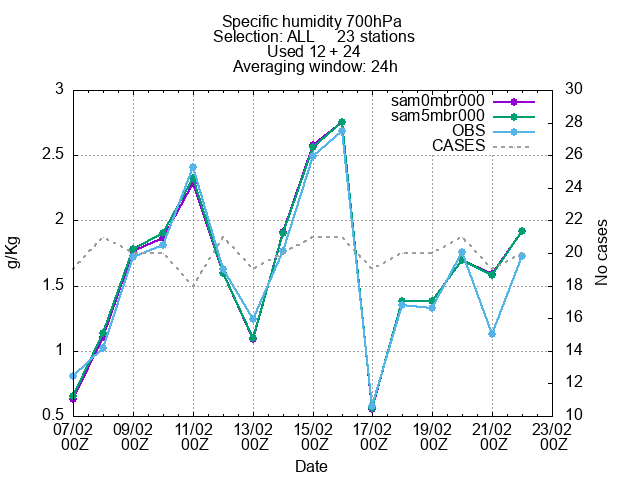 Specific humidity 700hPa
Selection: ALL 23 stations
Used 12 + 24
Averaging window: 24h
sam0mbr000
sam5mbr000
OBS
CASES
3
2.5
2
1.5
1
0.5
30
28
26
24
22
20
18
16
14
12
10
g/Kg
No cases
07/02 09/02 11/02 13/02 15/02 17/02 19/02 21/02 23/02
00Z 00Z 00Z 00Z 00Z 00Z 00Z 00Z 00Z
Date